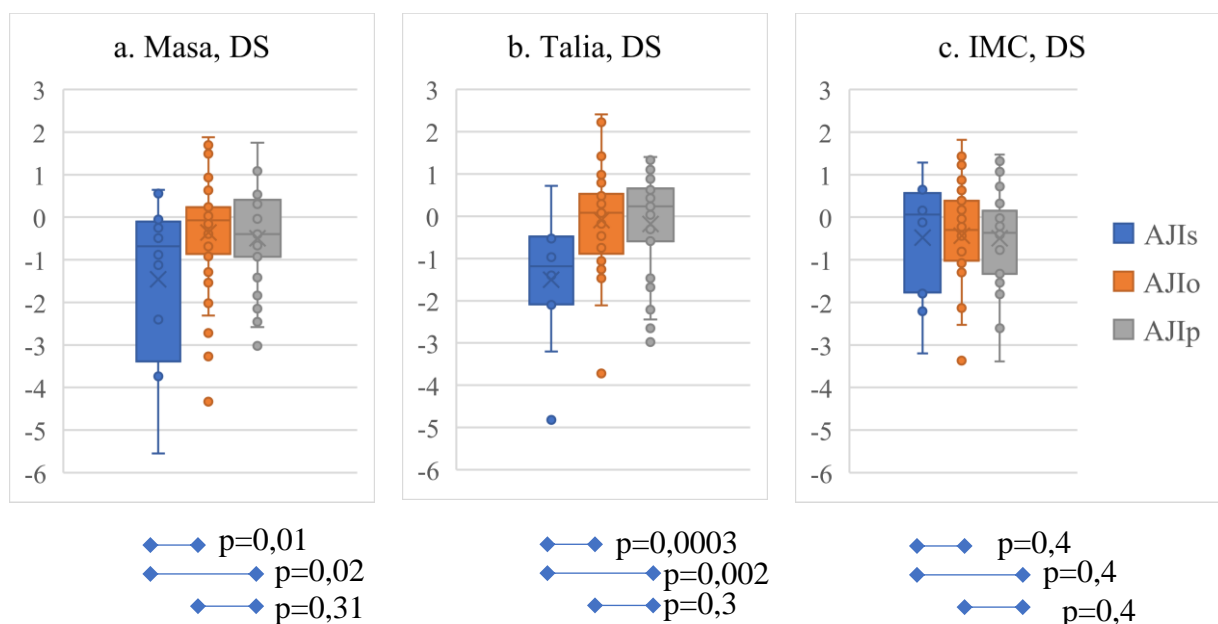 a. Masa, DS
3
2
1
0
-1
-2
-3
-4
-5
-6
p=0,01
p=0,02
p=0,31
b. Talia, DS
3
2
1
0
-1
-2
-3
-4
-5
-6
p=0,0003
p=0,002
p=0,3
c. IMC, DS
3
2
1
0
-1
-2
-3
-4
-5
-6
AJIs
AJIo
AJIp
p=0,4
p=0,4
p=0,4